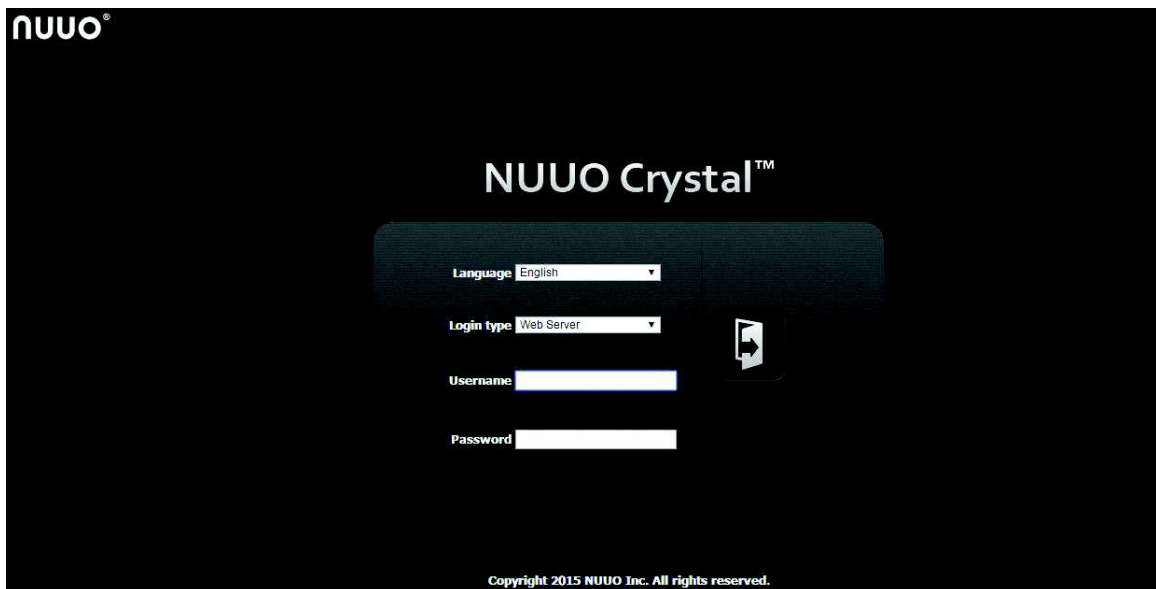 nuuo®
NUUO Crystal™
Language English
Login type Web Server
Username
Password
Copyright 2015 NUUO Inc. All rights reserved.